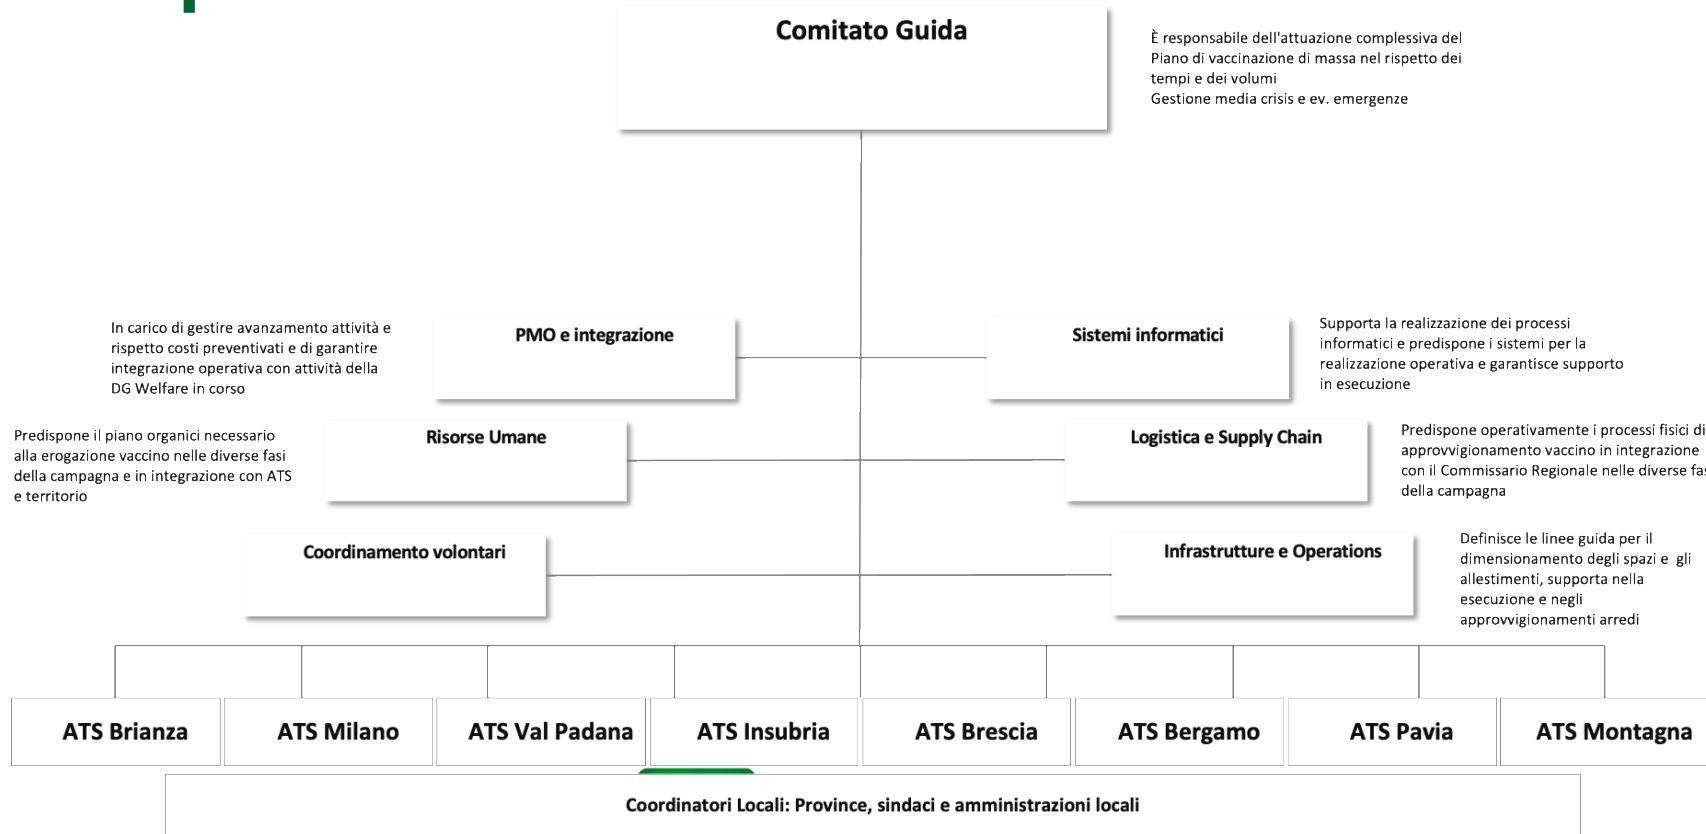 Comitato Guida
È responsabile dell'attuazione complessiva del
Piano di vaccinazione di massa nel rispetto dei
tempi e dei volumi
Gestione media crisis e ev. emergenze
In carico di gestire avanzamento attività e
rispetto costi preventivati e di garantire
integrazione operativa con attività della
DG Welfare in corso
PMO e integrazione
Sistemi informatici
Supporta la realizzazione dei processi
informatici e predispone i sistemi per la
realizzazione operativa e garantisce supporto
in esecuzione
Predispone il piano organici necessario
alla erogazione vaccino nelle diverse fasi
della campagna e in integrazione con ATS
e territorio
Risorse Umane
Logistica e Supply Chain
Predispone operativamente i processi fisici di
approvvigionamento vaccino in integrazione
con il Commissario Regionale nelle diverse fas
della campagna
Coordinamento volontari
Infrastrutture e Operations
Definisce le linee guida per il
dimensionamento degli spazi e gli
allestimenti, supporta nella
esecuzione e negli
approvvigionamenti arredi
ATS Brianza
ATS Milano
ATS Val Padana
ATS Insubria
ATS Brescia
ATS Bergamo
ATS Pavia
ATS Montagna
Coordinatori Locali: Province, sindaci e amministrazioni locali